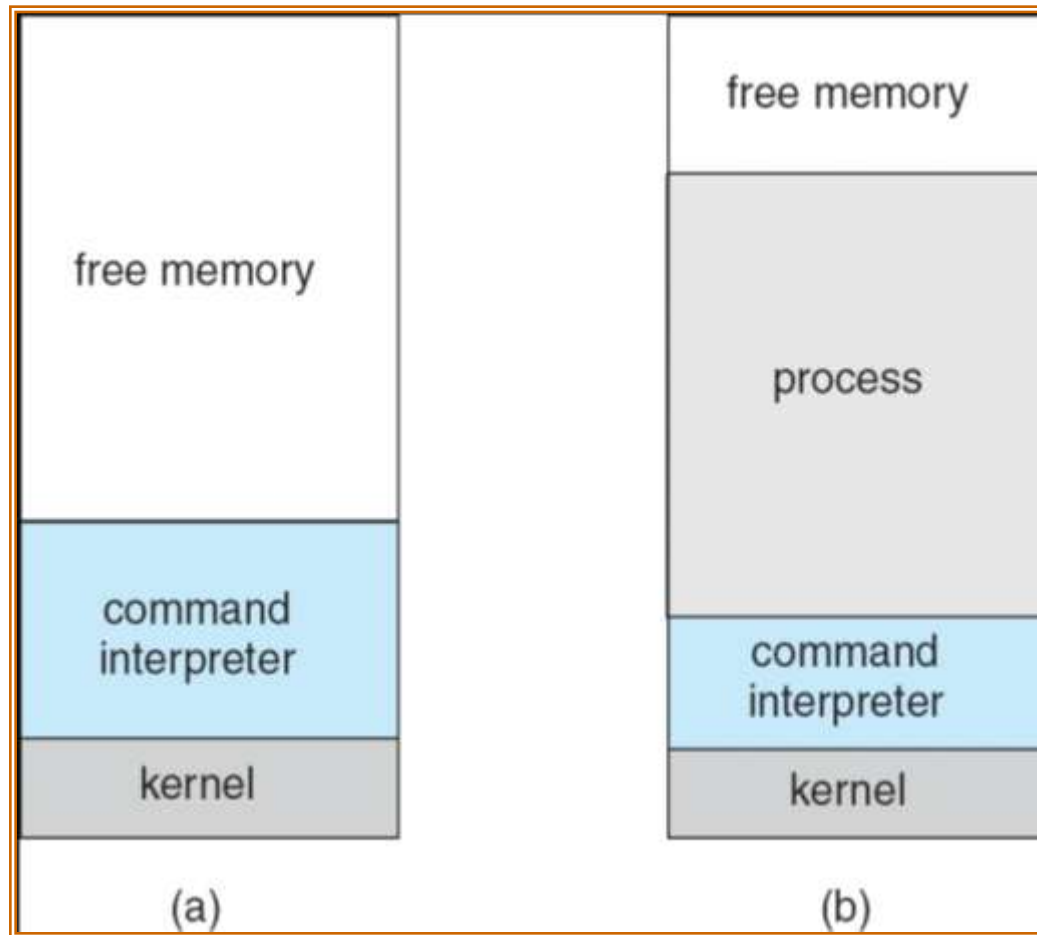 free memory
command
interpreter
kernel
(a)
free memory
process
command
interpreter
kernel
(b)